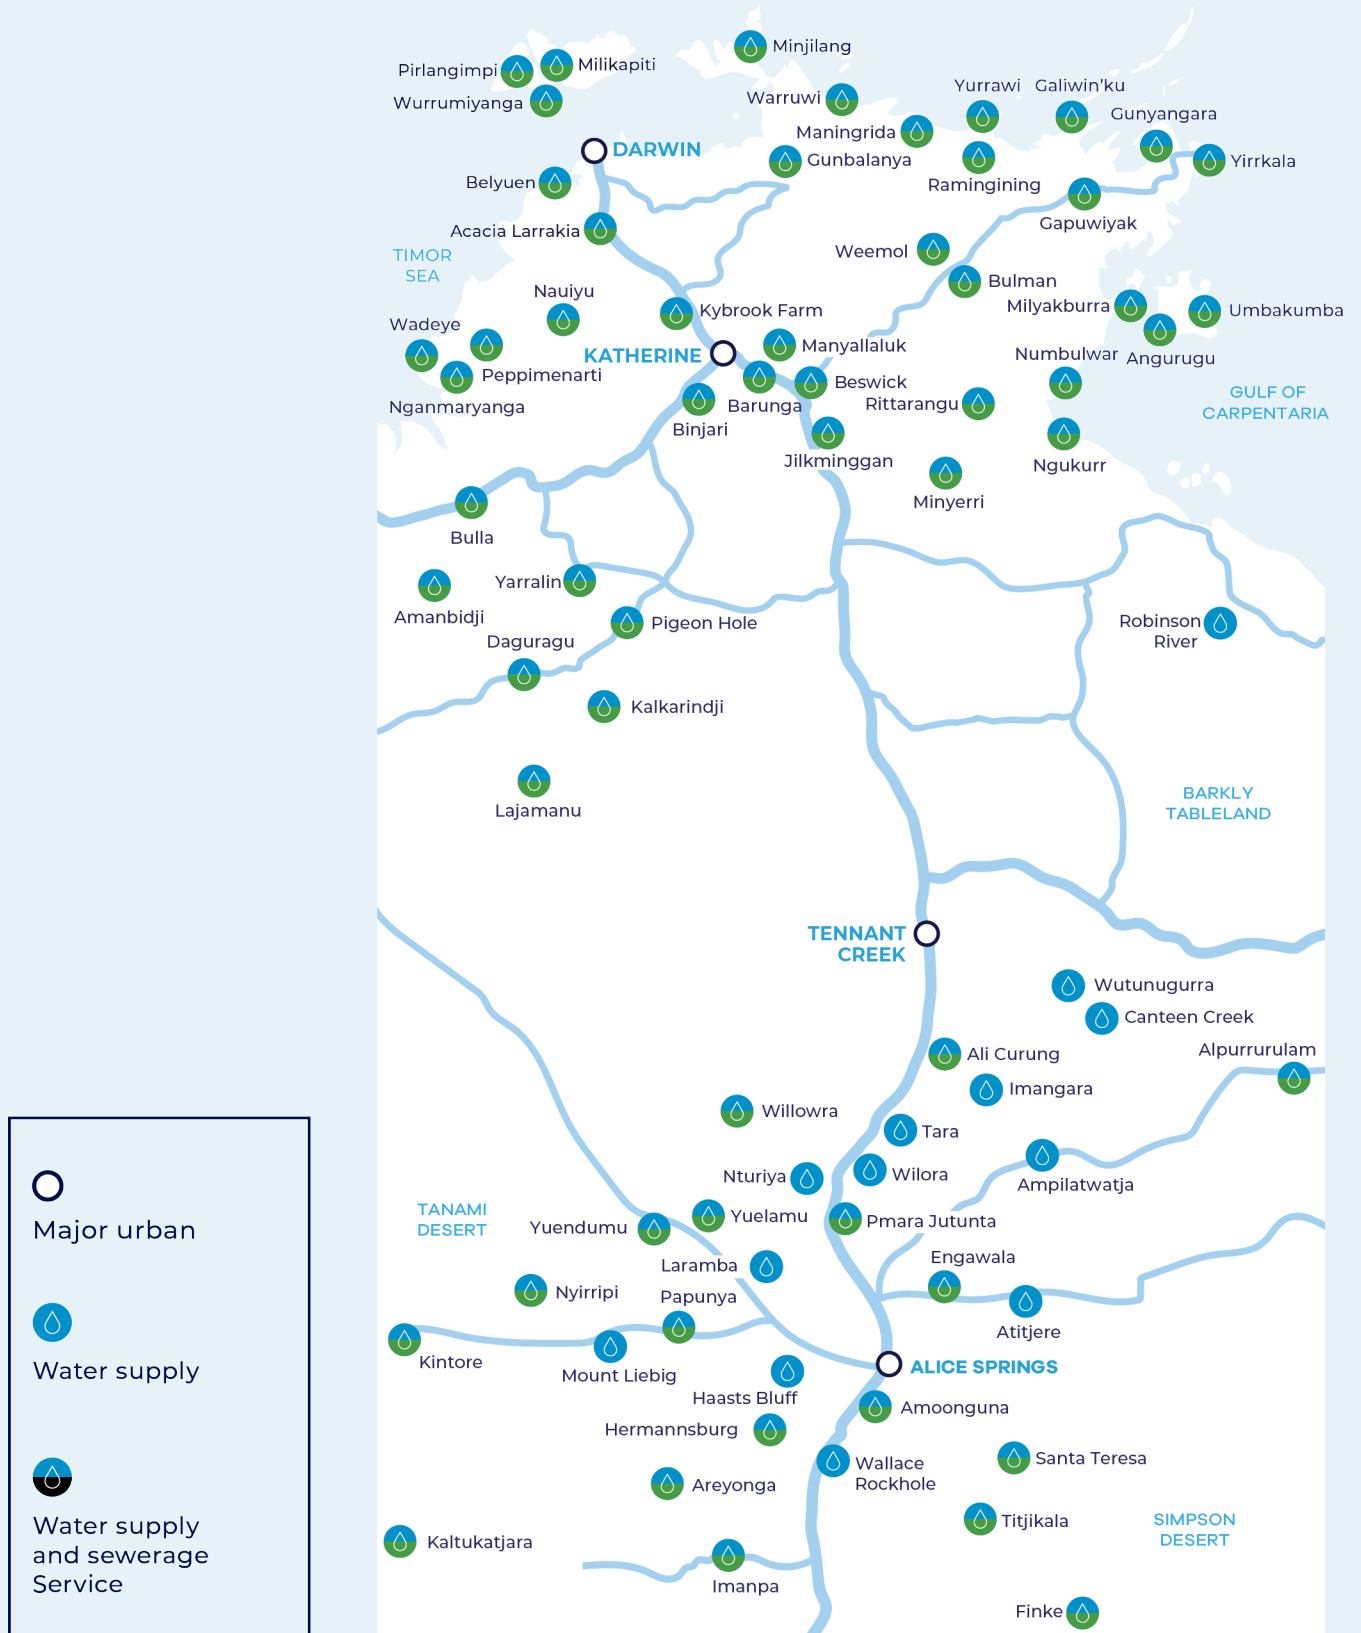 Minjilang
Pirlangimpi
Milikapiti
Wurrumiyanga
Warruwi
Yurrawi
Galiwin'ku
Gunyangara
Maningrida
DARWIN
Gunbalanya
Yirrkala
Belyuen
Ramingining
Gapuwiyak
Acacia Larrakia
TIMOR
SEA
Weemol
Bulman
Nauiyu
Milyakburra
Umbakumba
Kybrook Farm
Wadeye
KATHERINE
Manyallaluk
Numbulwar
Angurugu
Peppimenarti
Beswick
GULF OF
CARPENTARIA
Nganmaryanga
Barunga
Rittarangu
Binjari
Jilkminggan
Ngukurr
Minyerri
Bulla
Yarralin
Amanbidji
Daguragu
Pigeon Hole
Robinson
River
Kalkarindji
Lajamanu
BARKLY
TABLELAND
TENNANT
CREEK
Wutunugurra
Canteen Creek
Ali Curung
Alpurrurulam
Imangara
Willowra
Tara
Nturiya
Wilora
Ampilatwatja
TANAMI
DESERT
Yuendumu
Yuelamu
Pmara Jutunta
Laramba
Engawala
Nyirripi
Papunya
Atitjere
Kintore
Mount Liebig
ALICE SPRINGS
Haasts Bluff
Amoonguna
Hermannsburg
Wallace
Rockhole
Santa Teresa
Areyonga
Titjikala
SIMPSON
DESERT
Kaltukatjara
Imanpa
Finke
Major urban
Water supply
Water supply
and sewerage
Service